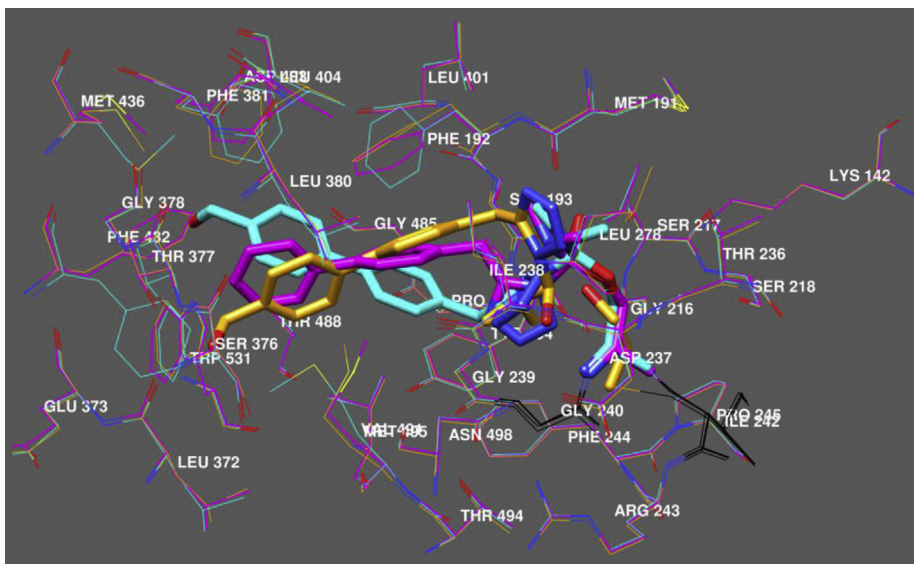 LEU 404
LEU 401
PHE 381
MET 436
MET 191
PHE 192
LYS 142
LEU 380
193
GLY 378
GLY 485
SER 217
LEU 278
PHE 432
THR 377
THR 236
ILE 238
SER 218
PRO
GLY 216
THR 488
SER 376
ASP 237
TRP 531
GLY 239
GLU 373
GLY 240
PRO 245
ILE 242
ASN 498
PHE 244
LEU 372
ARG 243
THR 494